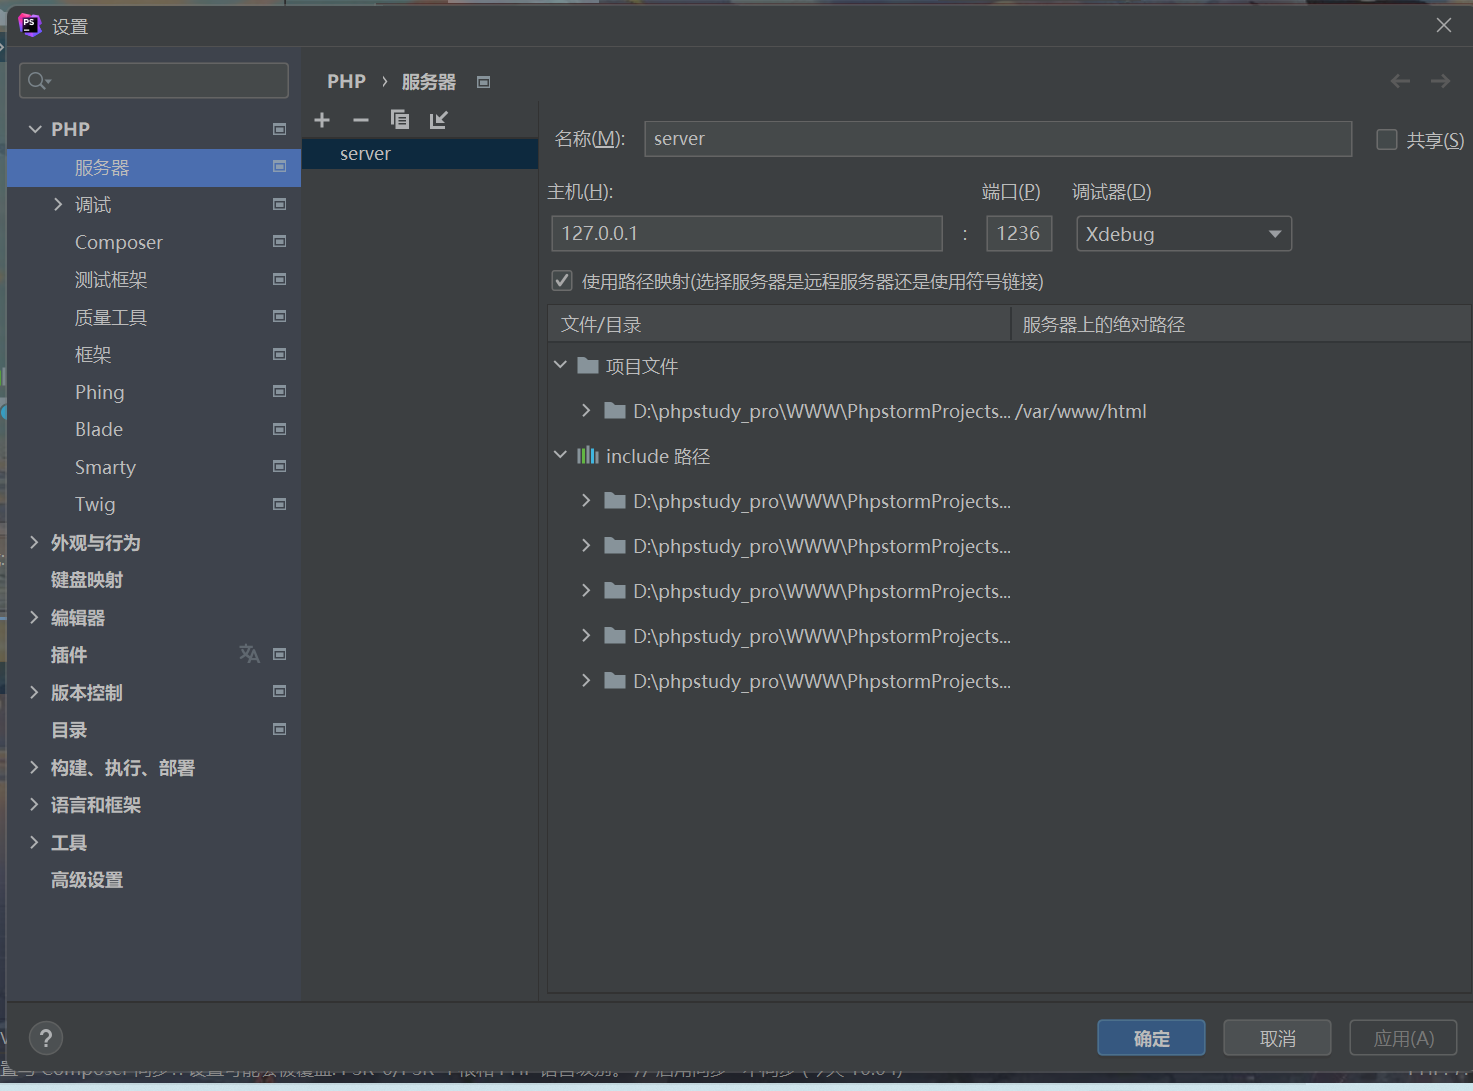 PS
设置
PHP
服务器
调试
Composer
测试框架
质量工具
框架
Phing
Blade
Smarty
Twig
外观与行为
键盘映射
编辑器
插件
版本控制
目录
构建、执行、部署
语言和框架
工具
高级设置
PHP › 服务器
server
名称(M): server 共享(S)
主机(H): 端口(P) 调试器(D)
127.0.0.1 : 1236 Xdebug
使用路径映射(选择服务器是远程服务器还是使用符号链接)
文件/目录 服务器上的绝对路径
项目文件
D:\phpstudy_pro\WWW\PhpstormProjects... /var/www/html
include 路径
D:\phpstudy_pro\WWW\PhpstormProjects...
D:\phpstudy_pro\WWW\PhpstormProjects...
D:\phpstudy_pro\WWW\PhpstormProjects...
D:\phpstudy_pro\WWW\PhpstormProjects...
D:\phpstudy_pro\WWW\PhpstormProjects...
? 确定 取消 应用(A)